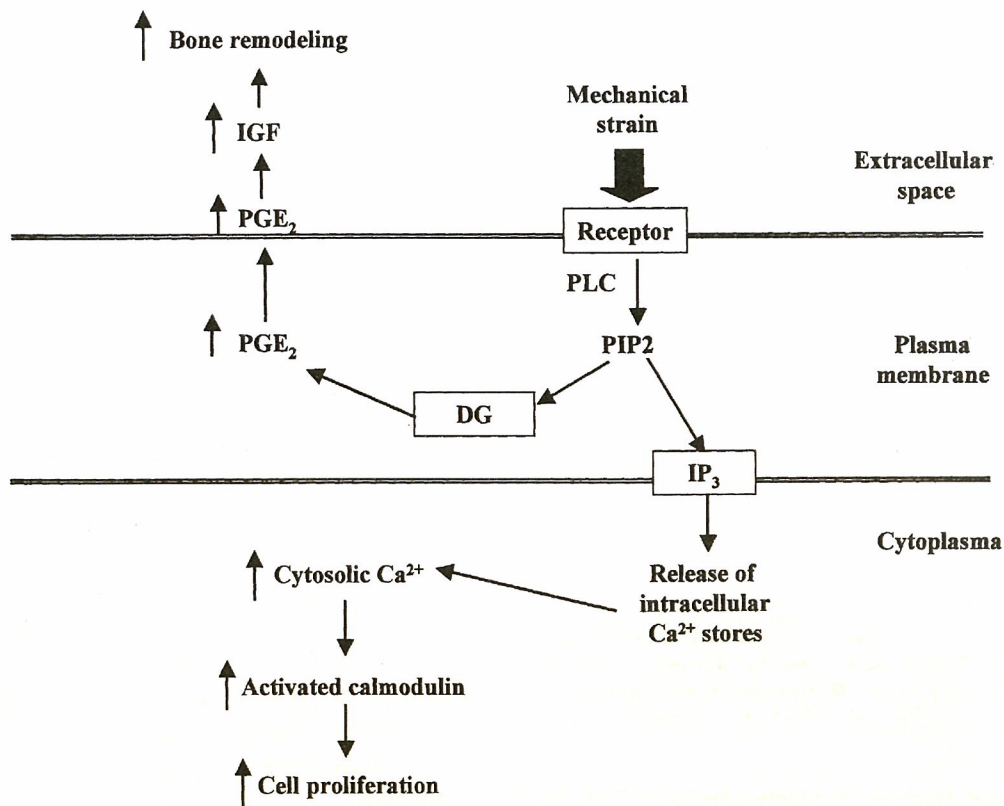 Bone remodeling
Mechanical
strain
IGF
Extracellular
space
PGE₂
Receptor
PLC
PGE₂
PIP2
Plasma
membrane
DG
IP₃
Cytoplasma
Cytosolic Ca²⁺
Release of
intracellular
Ca²⁺ stores
Activated calmodulin
Cell proliferation